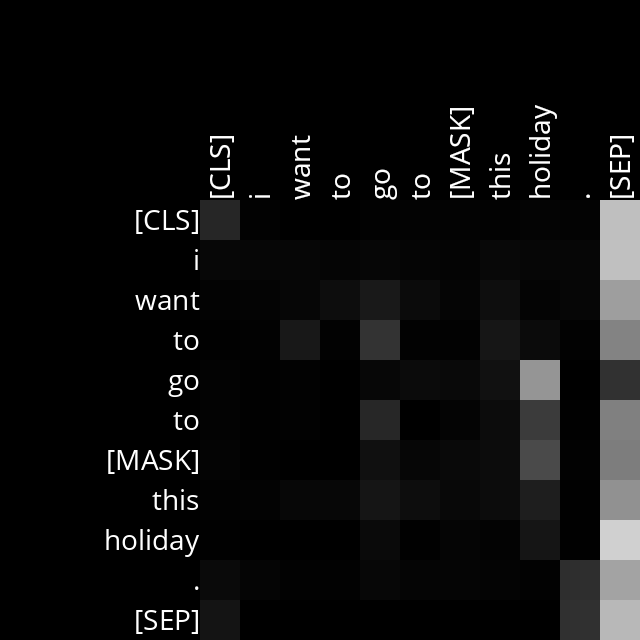 [CLS] i want to go to [MASK] this holiday . [SEP]
[CLS]
i
want
to
go
to
[MASK]
this
holiday
.
[SEP]